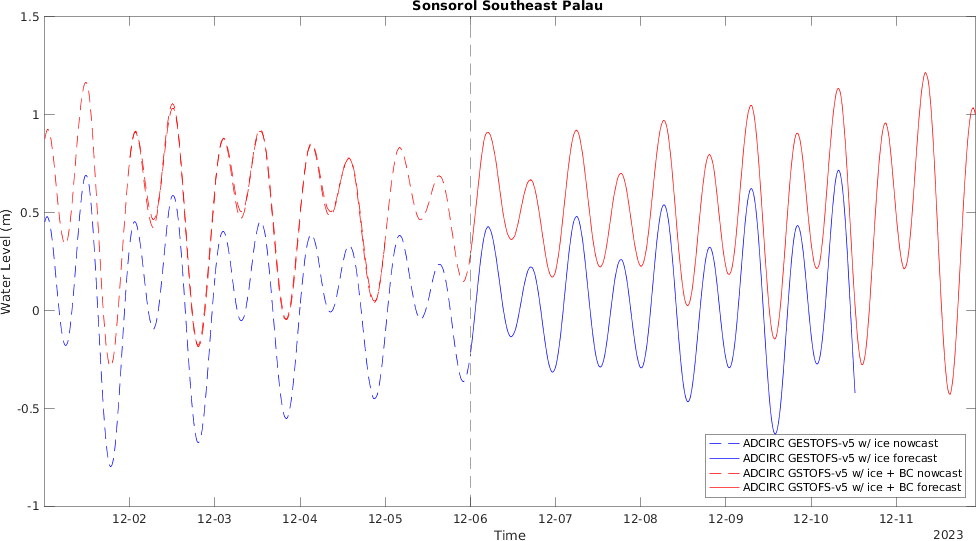 Sonsorol Southeast Palau
Water Level (m)
1.5
1
0.5
0
-0.5
-1
12-02
12-03
12-04
12-05
12-06
12-07
12-08
12-09
12-10
12-11
Time
2023
ADCIRC GESTOFS-v5 w/ ice nowcast
ADCIRC GESTOFS-v5 w/ ice forecast
ADCIRC GSTOFS-v5 w/ ice + BC nowcast
ADCIRC GSTOFS-v5 w/ ice + BC forecast